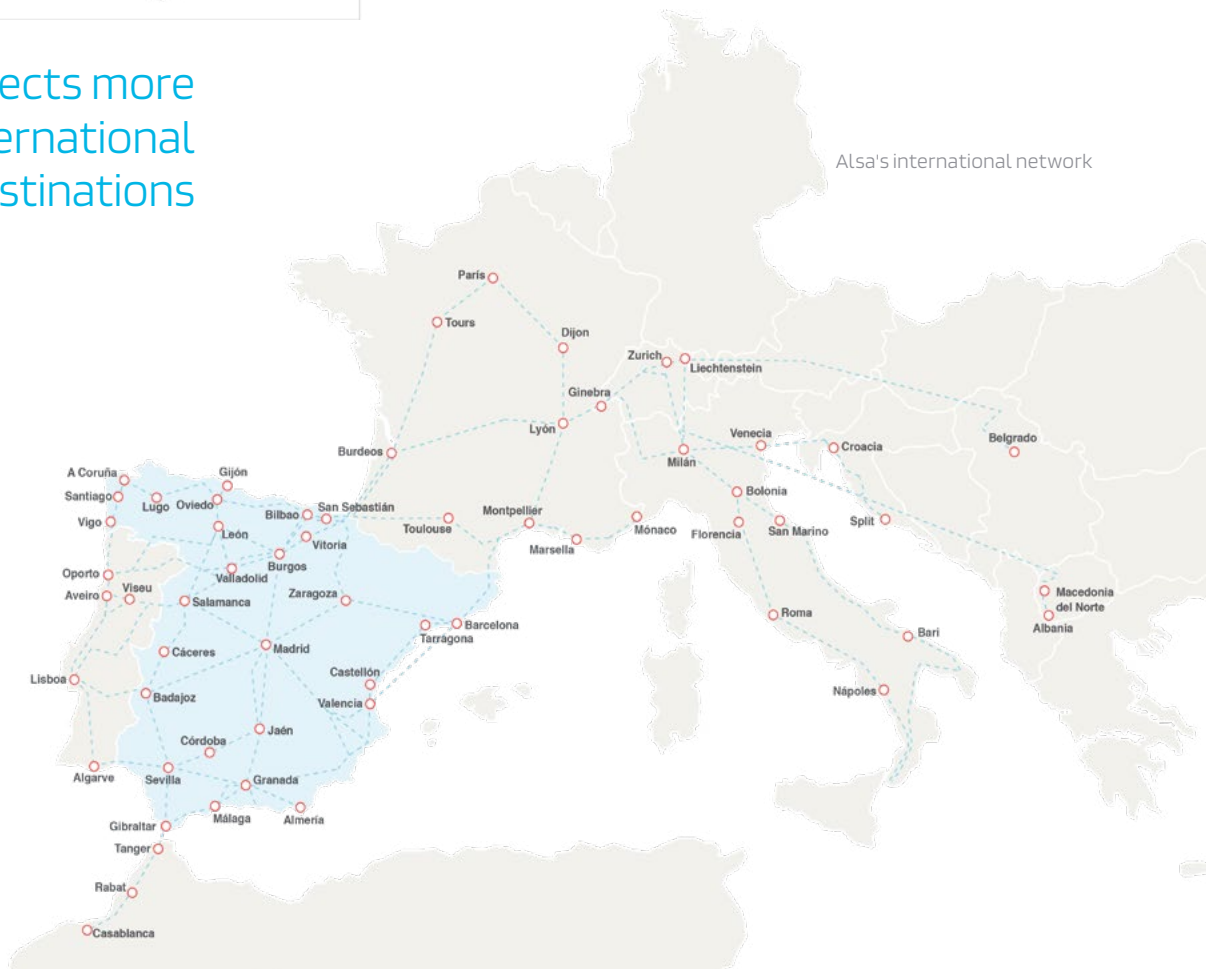 ects more
ernational
stinations
Alsa's international network
París
Tours
Dijon
Zurich
Liechtenstein
Ginebra
Lyón
Venecia
Croacia
Belgrado
Burdeos
Milán
A Coruña
Gijón
Santiago
Lugo
Oviedo
Bilbao
San Sebastián
Bolonia
Vigo
León
Vitoria
Toulouse
Montpellier
Marsella
Mónaco
Florencia
San Marino
Split
Oporto
Burgos
Valladolid
Aveiro
Viseu
Salamanca
Zaragoza
Macedonia
del Norte
Albania
Roma
Barcelona
Tarragona
Bari
Cáceres
Madrid
Lisboa
Castellón
Badajoz
Valencia
Nápoles
Jaén
Córdoba
Algarve
Sevilla
Granada
Málaga
Almería
Gibraltar
Tanger
Rabat
Casablanca